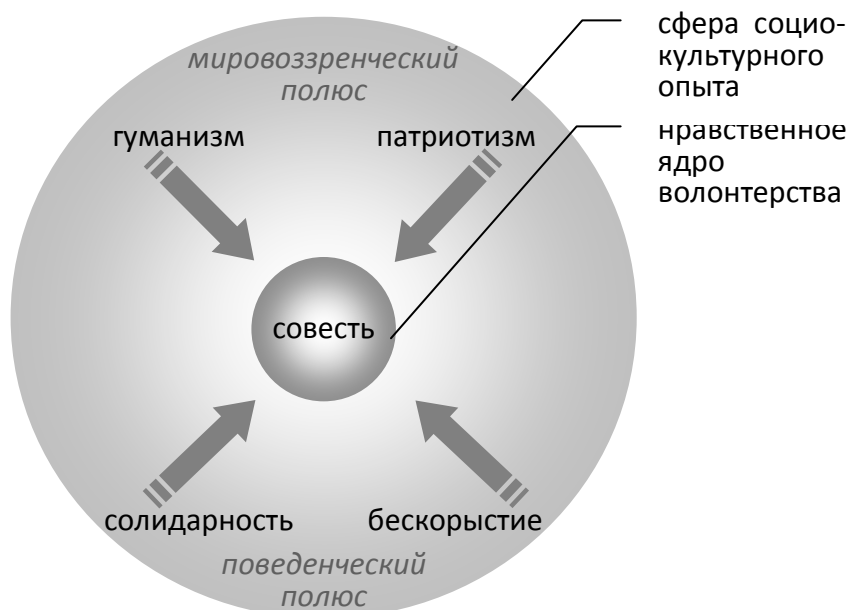 мировоззренческий
полюс
гуманизм
патриотизм
совесть
солидарность
бескорыстие
поведенческий
полюс
сфера социо-
культурного
опыта
нравственное
ядро
волонтерства